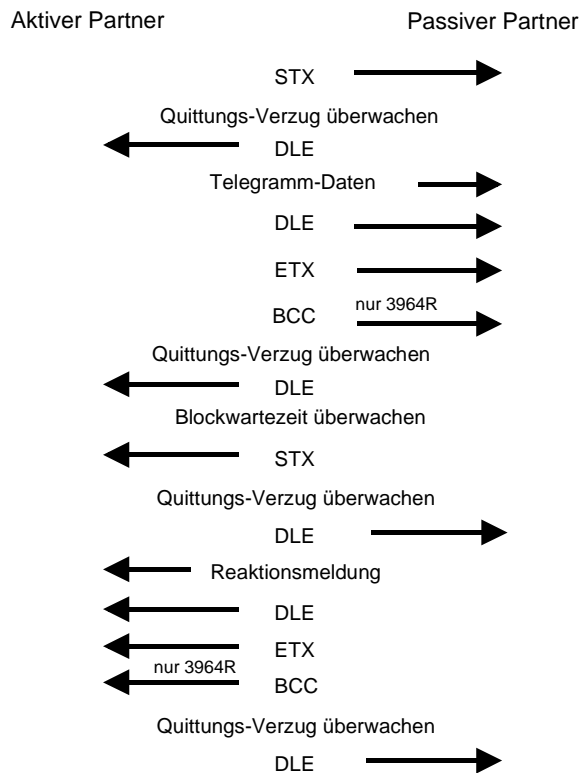 Aktiver Partner Passiver Partner
STX
Quittungs-Verzug überwachen
DLE
Telegramm-Daten
DLE
ETX
BCC nur 3964R
Quittungs-Verzug überwachen
DLE
Blockwartezeit überwachen
STX
Quittungs-Verzug überwachen
DLE
Reaktionsmeldung
DLE
ETX
nur 3964R BCC
Quittungs-Verzug überwachen
DLE